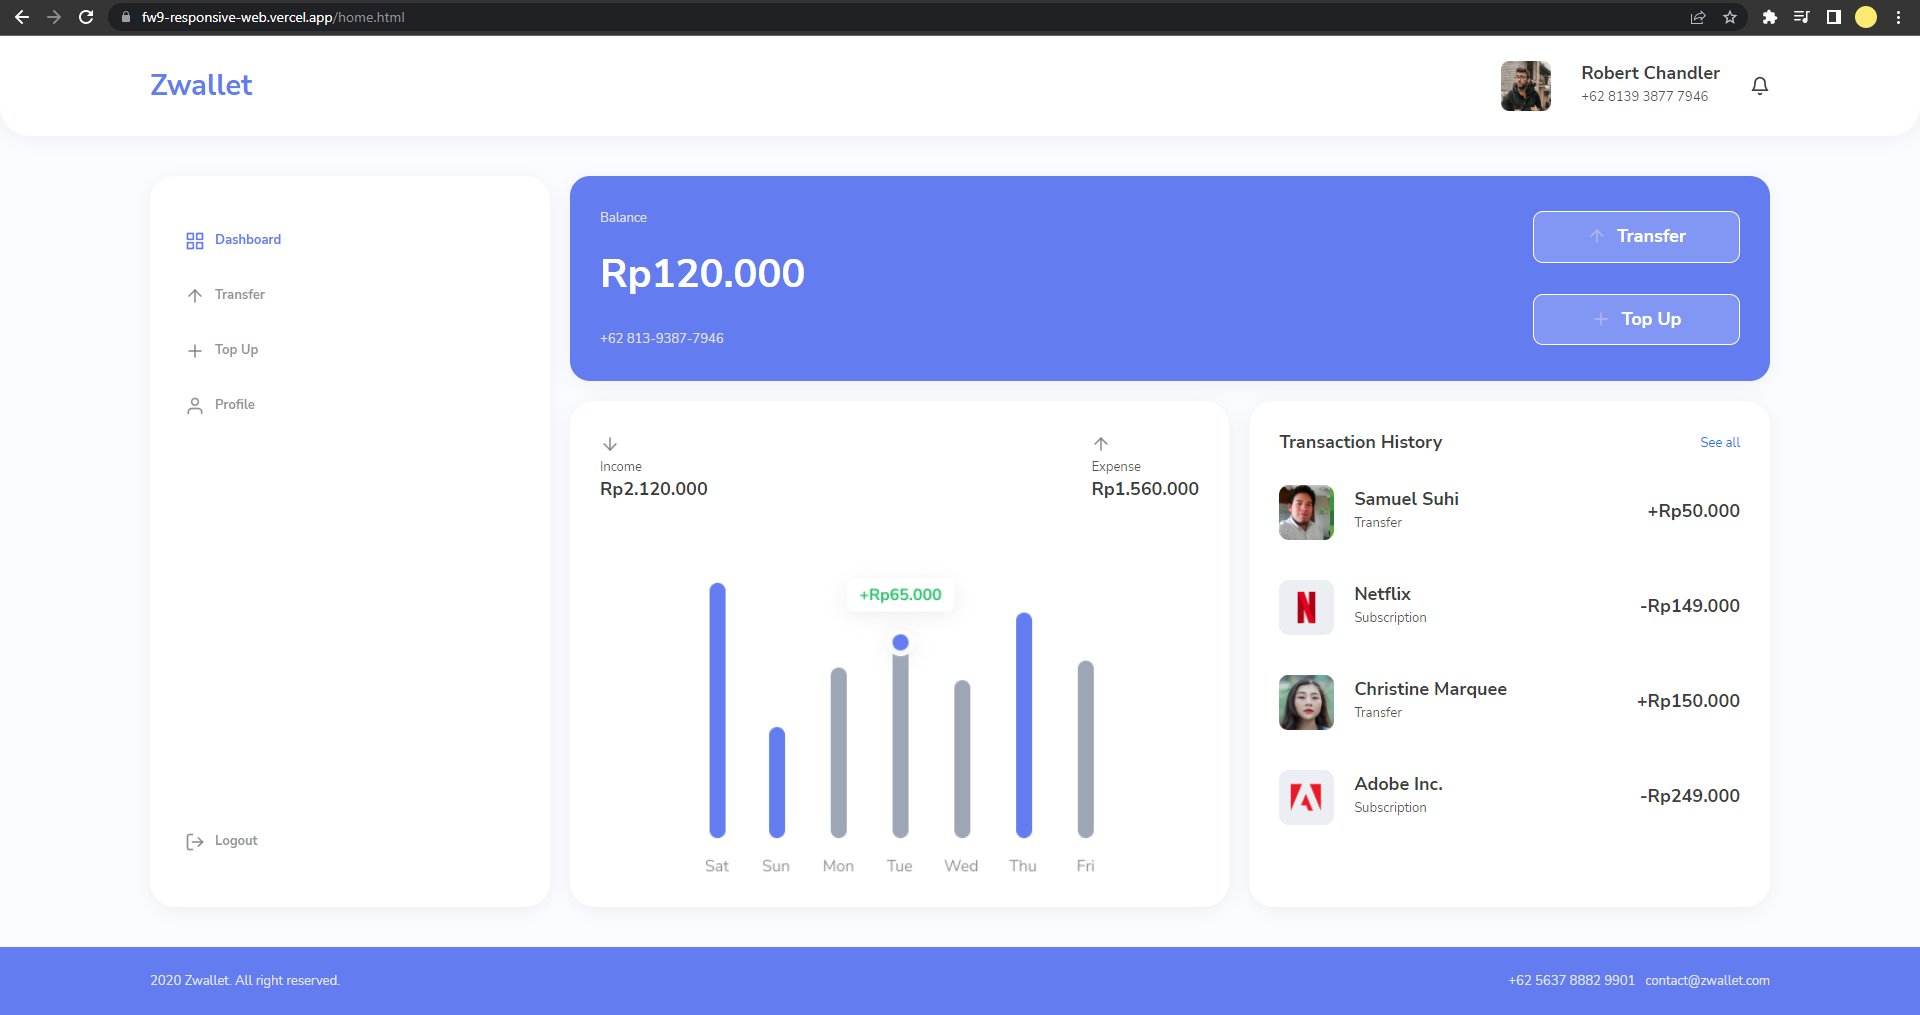 fw9-responsive-web.vercel.app/home.html
Zwallet
Robert Chandler
+62 8139 3877 7946
Dashboard
Transfer
Top Up
Profile
Logout
Balance
Rp120.000
+62 813-9387-7946
Transfer
Top Up
Income
Rp2.120.000
Expense
Rp1.560.000
+Rp65.000
Sat Sun Mon Tue Wed Thu Fri
Transaction History See all
Samuel Suhi
Transfer
+Rp50.000
Netflix
Subscription
-Rp149.000
Christine Marquee
Transfer
+Rp150.000
Adobe Inc.
Subscription
-Rp249.000
2020 Zwallet. All right reserved.
+62 5637 8882 9901 contact@zwallet.com